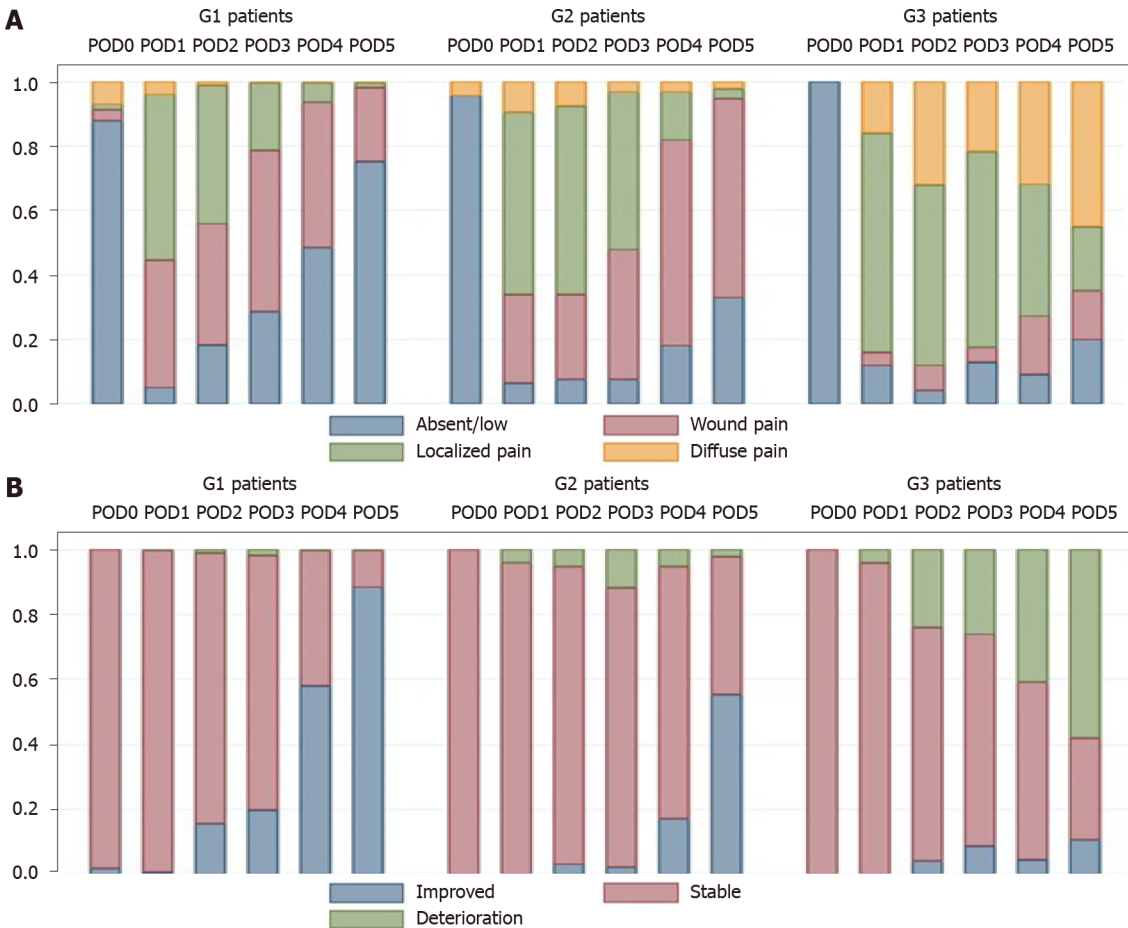 A
G1 patients G2 patients G3 patients
POD0 POD1 POD2 POD3 POD4 POD5 POD0 POD1 POD2 POD3 POD4 POD5 POD0 POD1 POD2 POD3 POD4 POD5
1.0
0.8
0.6
0.4
0.2
0.0
Absent/low Wound pain
Localized pain Diffuse pain
B
G1 patients G2 patients G3 patients
POD0 POD1 POD2 POD3 POD4 POD5 POD0 POD1 POD2 POD3 POD4 POD5 POD0 POD1 POD2 POD3 POD4 POD5
1.0
0.8
0.6
0.4
0.2
0.0
Improved Stable
Deterioration